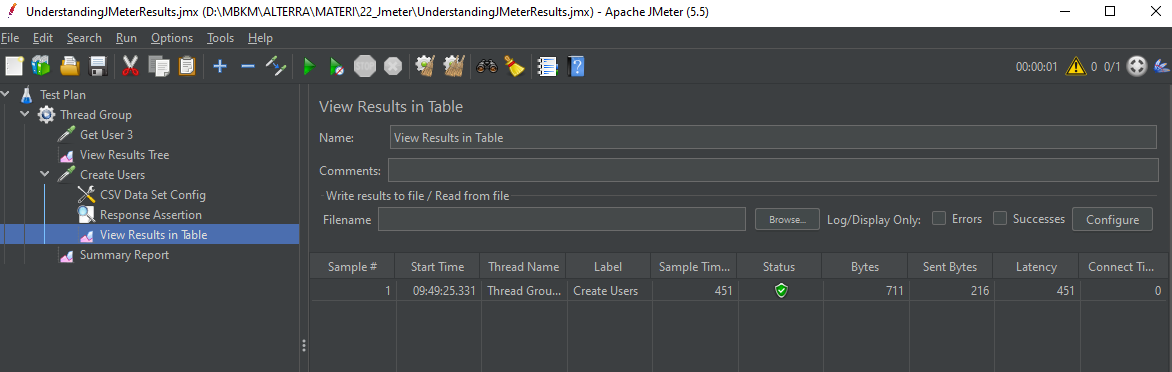 UnderstandingJMeterResults.jmx (D:\MBKM\ALTERRA\MATERI\22_Jmeter\UnderstandingJMeterResults.jmx) - Apache JMeter (5.5)
File Edit Search Run Options Tools Help
00:00:01 0 0/1
Test Plan
Thread Group
Get User 3
View Results Tree
Create Users
CSV Data Set Config
Response Assertion
View Results in Table
Summary Report
View Results in Table
Name: View Results in Table
Comments:
Write results to file / Read from file
Filename Browse... Log/Display Only: Errors Successes Configure
Sample # Start Time Thread Name Label Sample Tim... Status Bytes Sent Bytes Latency Connect Ti...
1 09:49:25.331 Thread Grou... Create Users 451 711 216 451 0